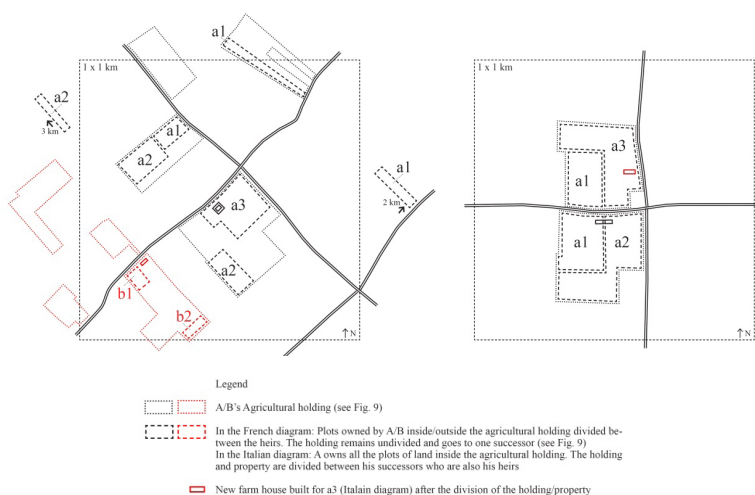 a1
1 x 1 km
1 x 1 km
a2
3 km
a1
a2
a3
a1
a1
2 km
a3
a1
a2
a2
b1
b2
↑N
↑N
Legend
A/B's Agricultural holding (see Fig. 9)
In the French diagram: Plots owned by A/B inside/outside the agricultural holding divided be-
tween the heirs. The holding remains undivided and goes to one successor (see Fig. 9)
In the Italian diagram: A owns all the plots of land inside the agricultural holding. The holding
and property are divided between his successors who are also his heirs
New farm house built for a3 (Italain diagram) after the division of the holding/property